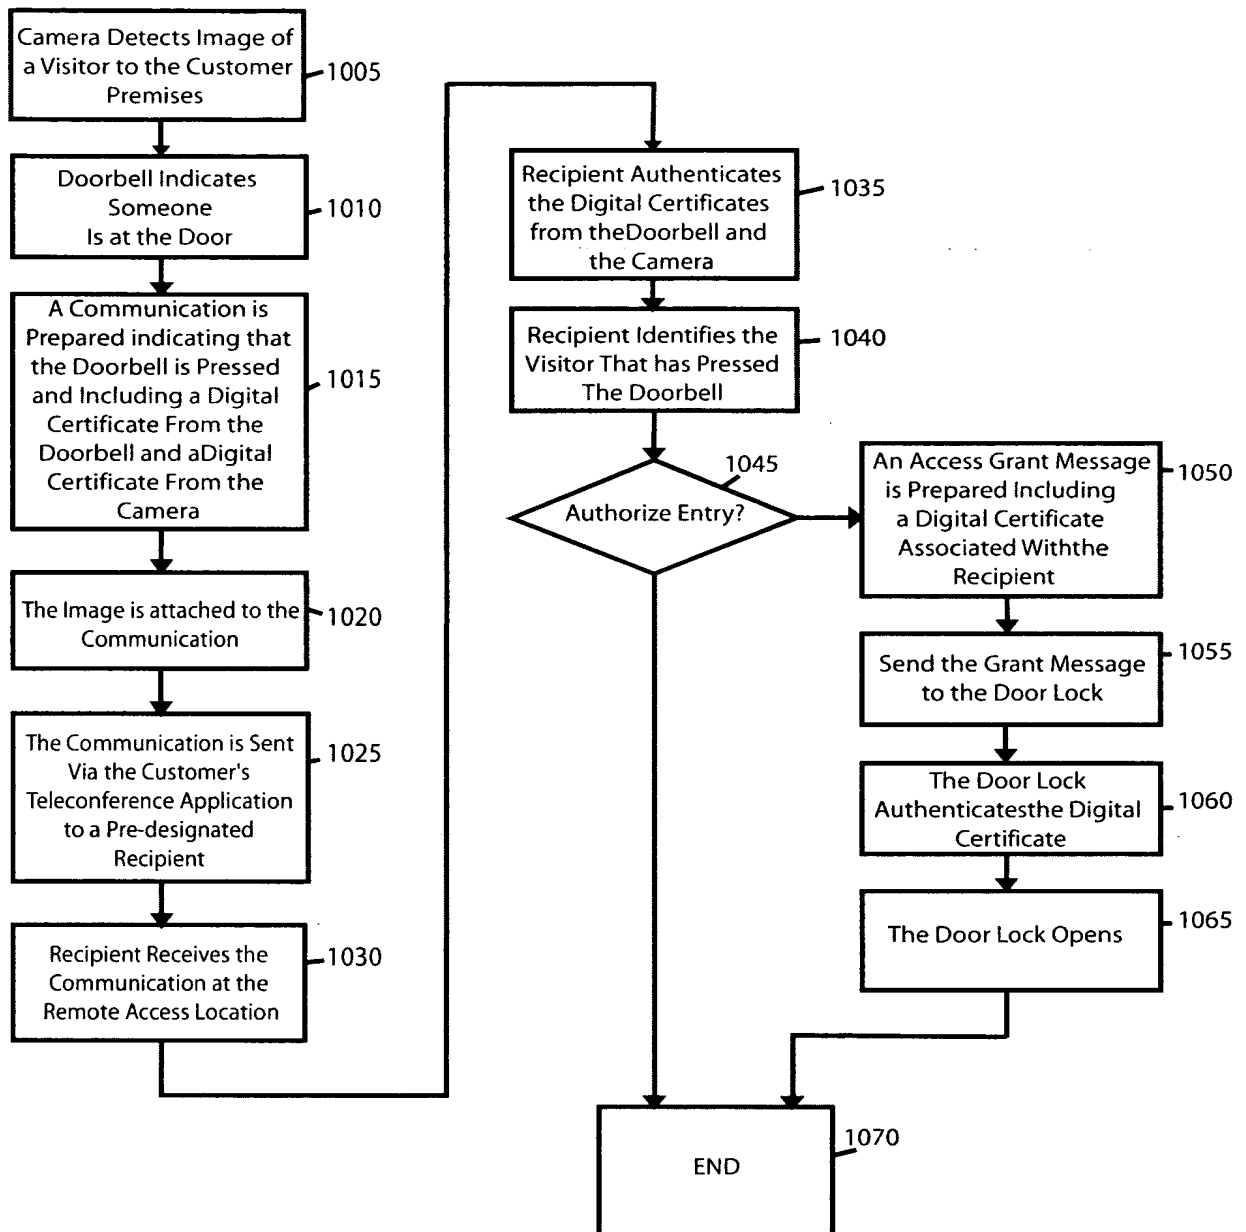 Camera Detects Image of
a Visitor to the Customer
Premises
1005
Doorbell Indicates
Someone
Is at the Door
1010
A Communication is
Prepared indicating that
the Doorbell is Pressed
and Including a Digital
Certificate From the
Doorbell and aDigital
Certificate From the
Camera
1015
The Image is attached to the
Communication
1020
The Communication is Sent
Via the Customer's
Teleconference Application
to a Pre-designated
Recipient
1025
Recipient Receives the
Communication at the
Remote Access Location
1030
Recipient Authenticates
the Digital Certificates
from theDoorbell and
the Camera
1035
Recipient Identifies the
Visitor That has Pressed
The Doorbell
1040
Authorize Entry?
1045
An Access Grant Message
is Prepared Including
a Digital Certificate
Associated Withthe
Recipient
1050
Send the Grant Message
to the Door Lock
1055
The Door Lock
Authenticatesthe Digital
Certificate
1060
The Door Lock Opens
1065
END
1070